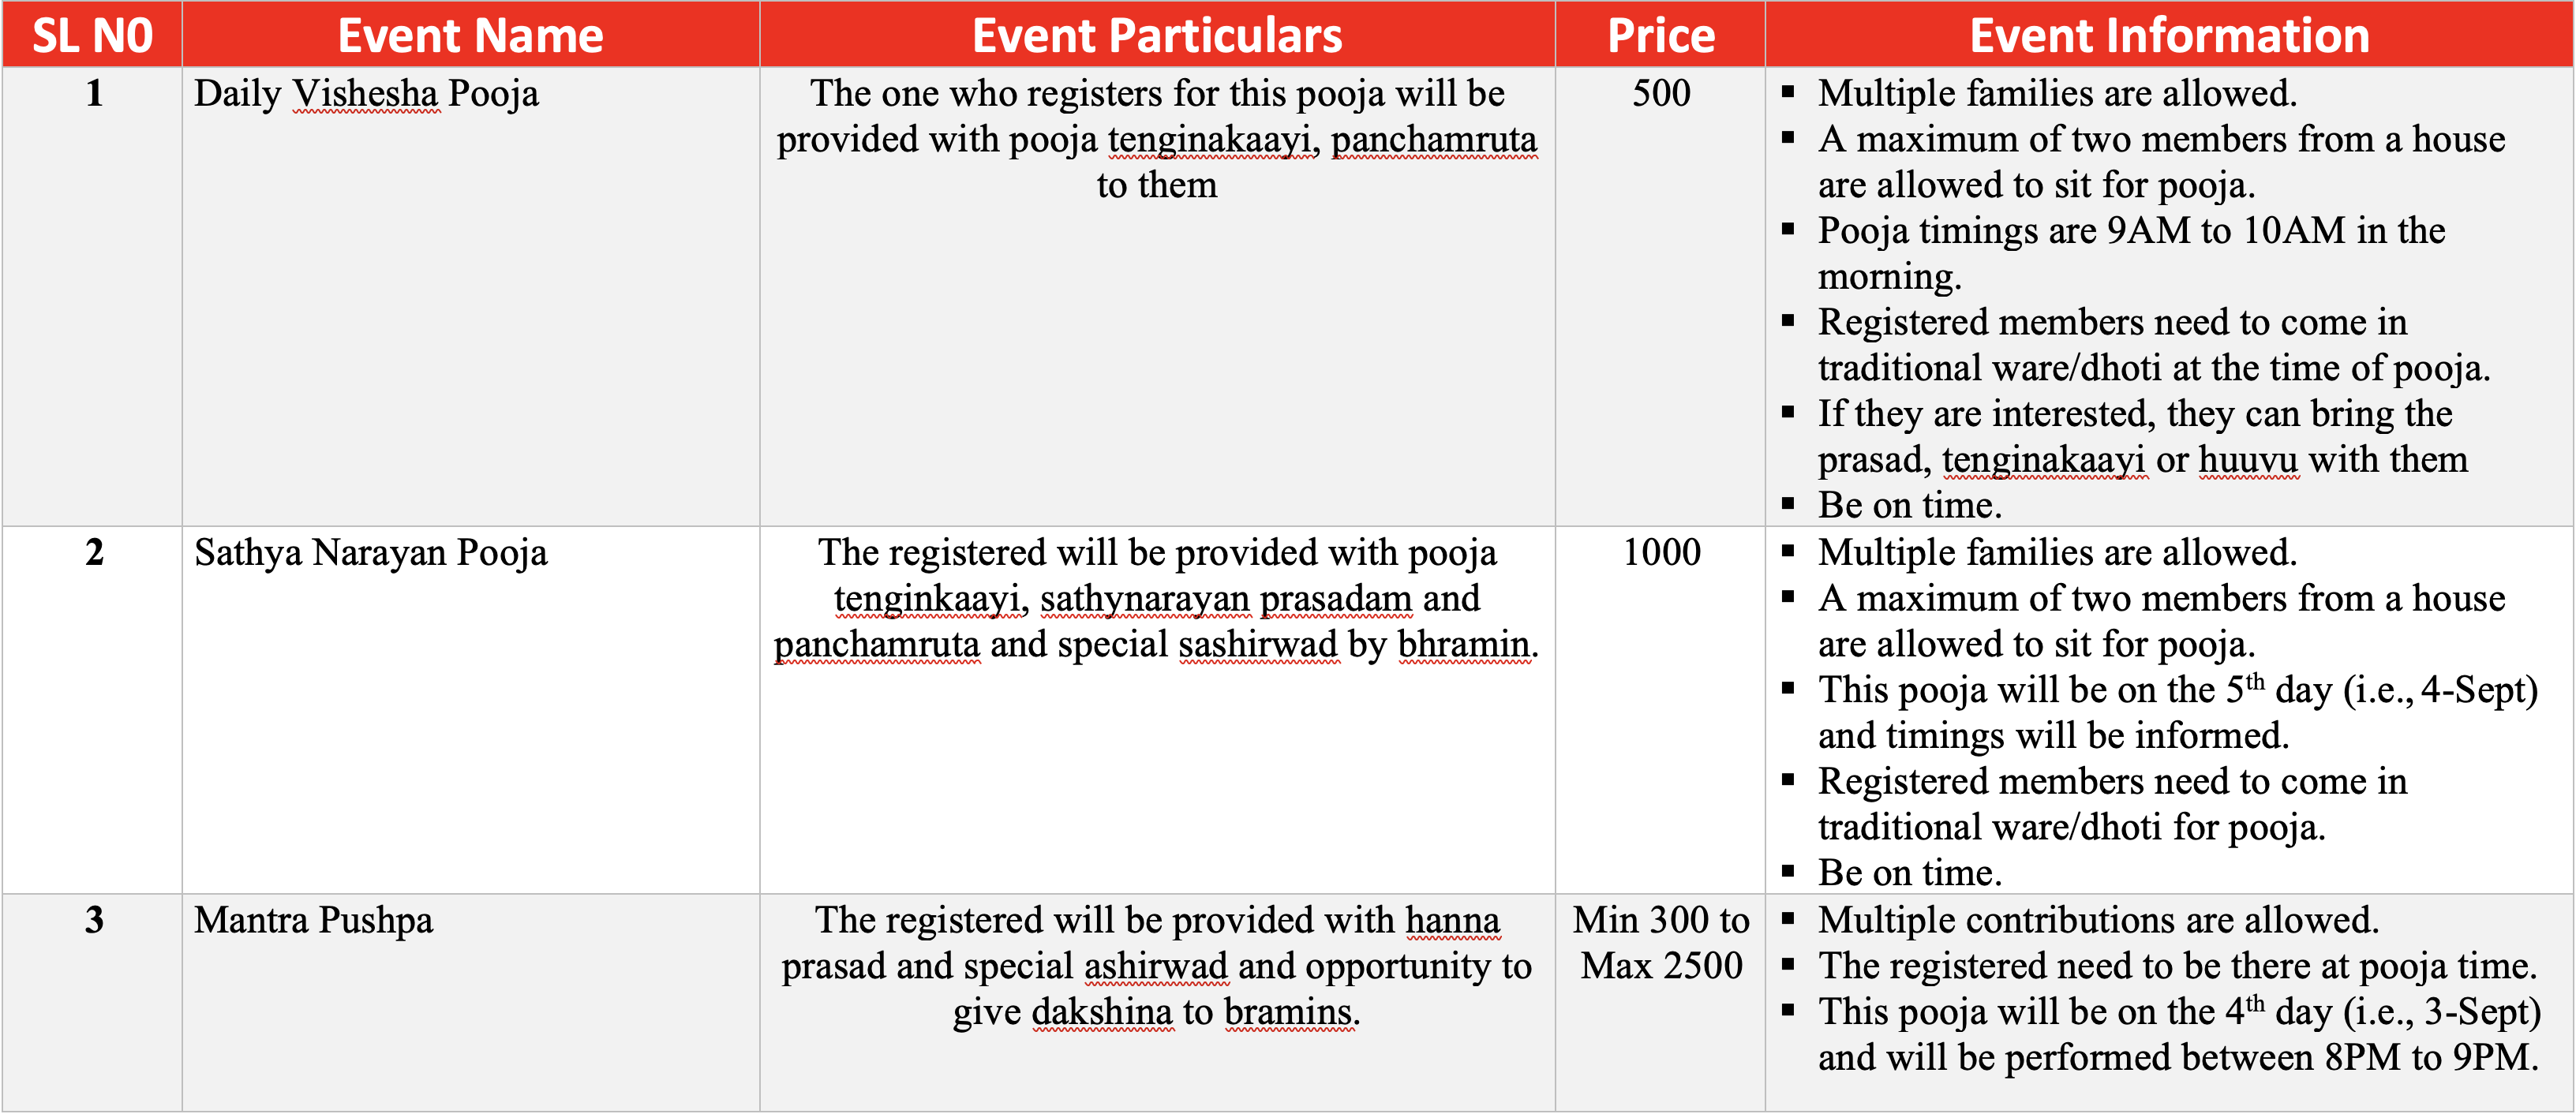 SL N0 Event Name Event Particulars Price Event Information
1
Daily Vishesha Pooja
The one who registers for this pooja will be
provided with pooja tenginakaayi, panchamruta
to them
500
▪ Multiple families are allowed.
▪ A maximum of two members from a house
are allowed to sit for pooja.
▪ Pooja timings are 9AM to 10AM in the
morning.
▪ Registered members need to come in
traditional ware/dhoti at the time of pooja.
▪ If they are interested, they can bring the
prasad, tenginakaayi or huuvu with them
▪ Be on time.
2
Sathya Narayan Pooja
The registered will be provided with pooja
tenginkaayi, sathynarayan prasadam and
panchamruta and special sashirwad by bhramin.
1000
▪ Multiple families are allowed.
▪ A maximum of two members from a house
are allowed to sit for pooja.
▪ This pooja will be on the 5th day (i.e., 4-Sept)
and timings will be informed.
▪ Registered members need to come in
traditional ware/dhoti for pooja.
▪ Be on time.
3
Mantra Pushpa
The registered will be provided with hanna
prasad and special ashirwad and opportunity to
give dakshina to bramins.
Min 300 to
Max 2500
▪ Multiple contributions are allowed.
▪ The registered need to be there at pooja time.
▪ This pooja will be on the 4th day (i.e., 3-Sept)
and will be performed between 8PM to 9PM.